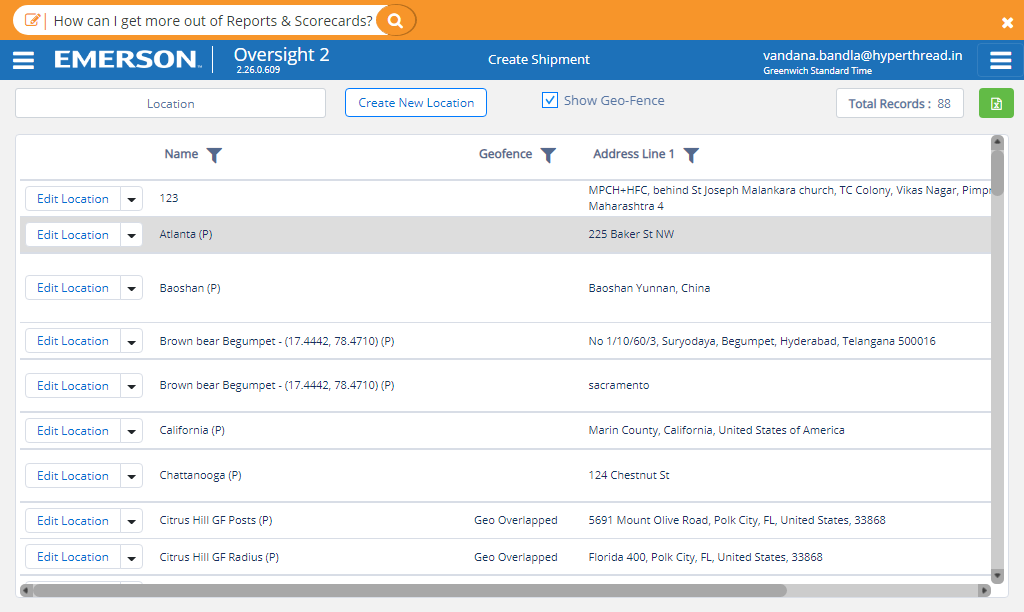 How can I get more out of Reports & Scorecards?
EMERSON™ Oversight 2
2.26.0.609
Create Shipment
vandana.bandla@hyperthread.in
Greenwich Standard Time
Location
Create New Location
Show Geo-Fence
Total Records : 88
Name Geofence Address Line 1
Edit Location 123 MPCH+HFC, behind St Joseph Malankara church, TC Colony, Vikas Nagar, Pimpr
Maharashtra 4
Edit Location Atlanta (P) 225 Baker St NW
Edit Location Baoshan (P) Baoshan Yunnan, China
Edit Location Brown bear Begumpet - (17.4442, 78.4710) (P) No 1/10/60/3, Suryodaya, Begumpet, Hyderabad, Telangana 500016
Edit Location Brown bear Begumpet - (17.4442, 78.4710) (P) sacramento
Edit Location California (P) Marin County, California, United States of America
Edit Location Chattanooga (P) 124 Chestnut St
Edit Location Citrus Hill GF Posts (P) Geo Overlapped 5691 Mount Olive Road, Polk City, FL, United States, 33868
Edit Location Citrus Hill GF Radius (P) Geo Overlapped Florida 400, Polk City, FL, United States, 33868